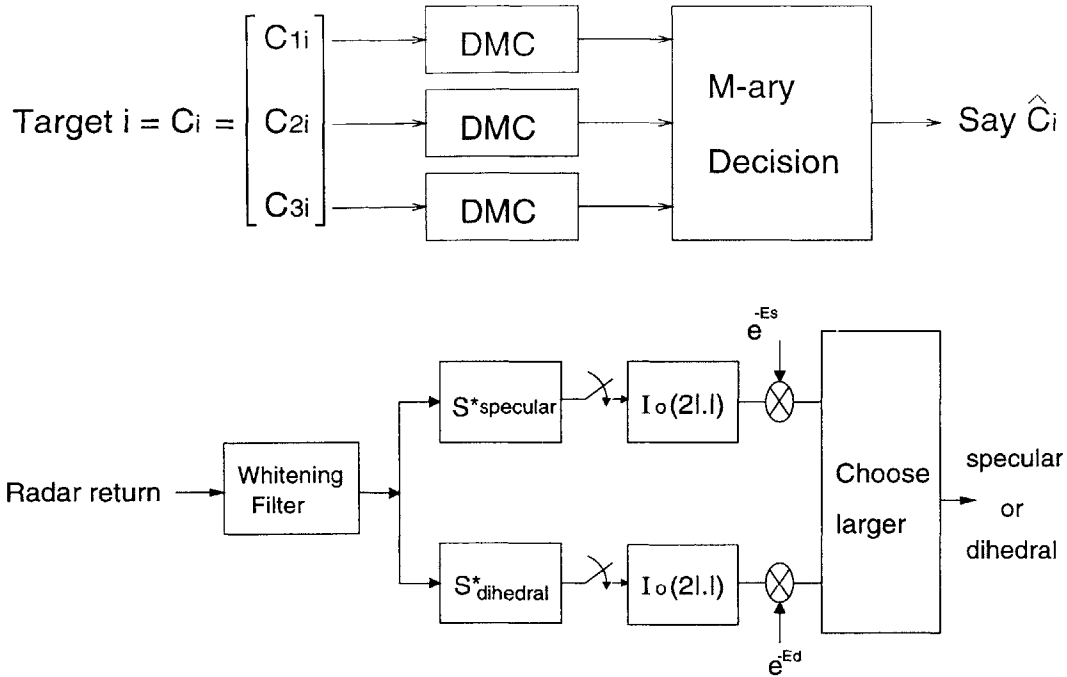 Target i = Ci =
C1i
C2i
C3i
DMC
DMC
DMC
M-ary
Decision
Say Ĉi
Radar return
Whitening
Filter
S*specular
Io(2|.|)
e-Es
S*dihedral
Io(2|.|)
e-Ed
Choose
larger
specular
or
dihedral